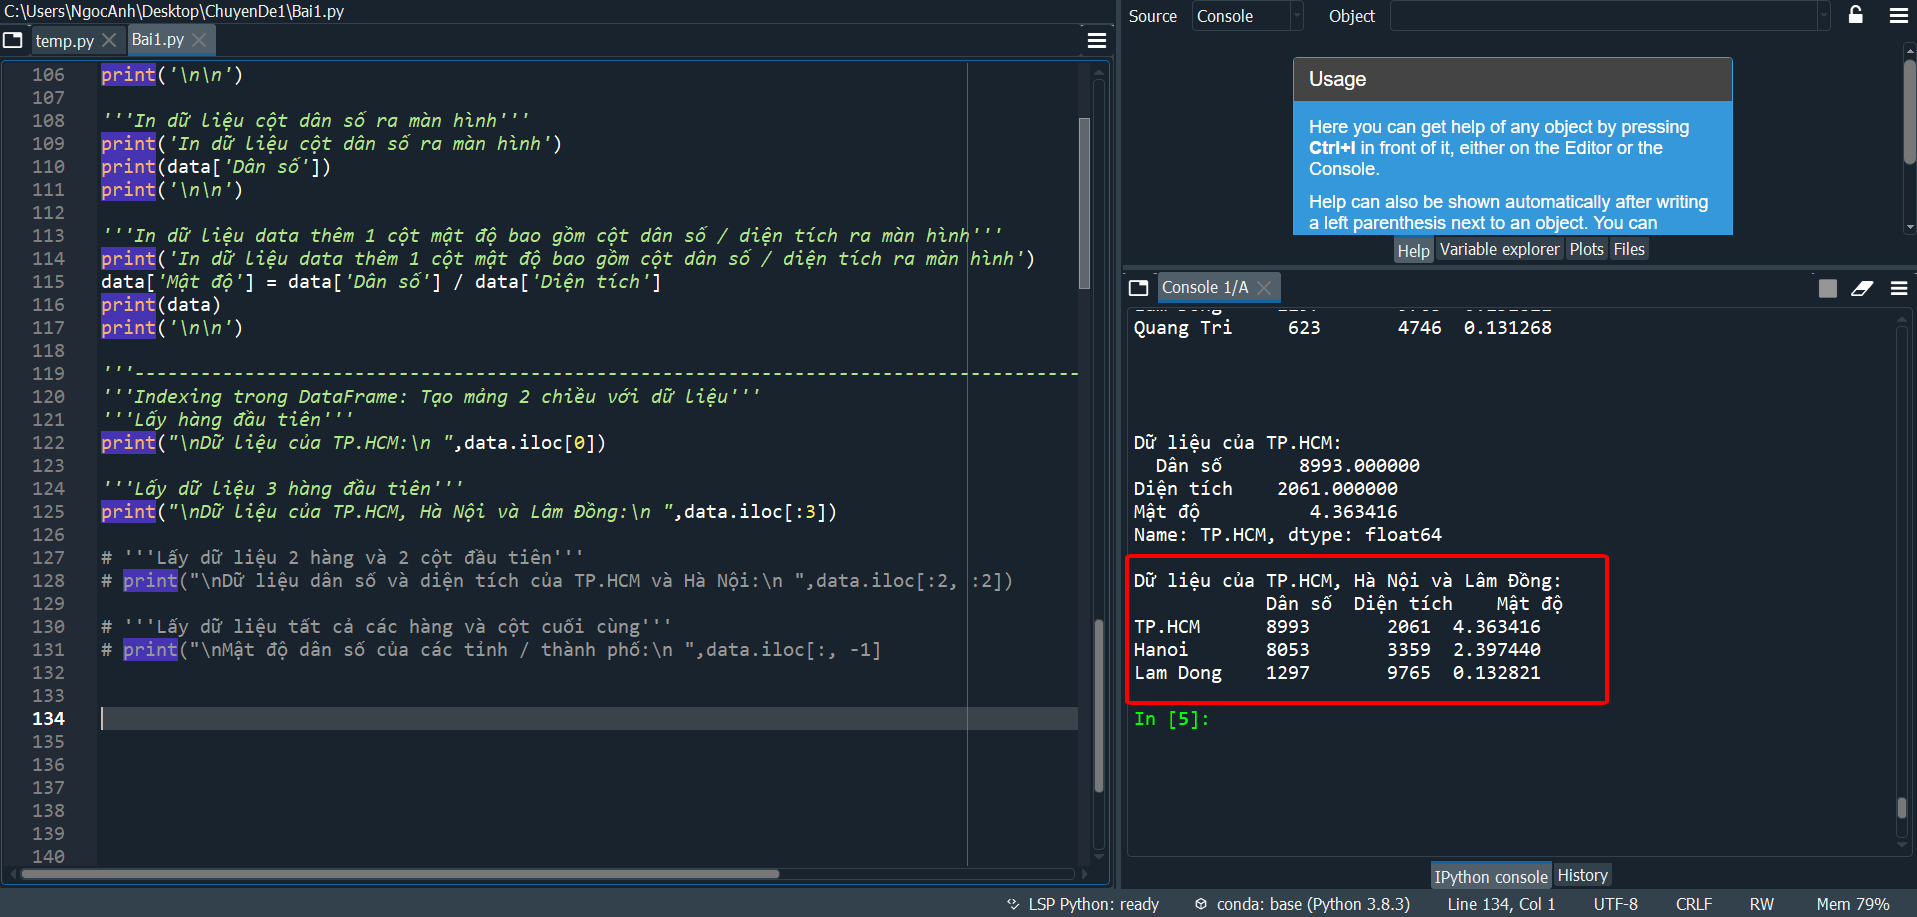 C:\Users\NgocAnh\Desktop\ChuyenDe1\Bai1.py
temp.py
Bai1.py
106 print('\n\n')
107
108 '''In dữ liệu cột dân số ra màn hình'''
109 print('In dữ liệu cột dân số ra màn hình')
110 print(data['Dân số'])
111 print('\n\n')
112
113 '''In dữ liệu data thêm 1 cột mật độ bao gồm cột dân số / diện tích ra màn hình'''
114 print('In dữ liệu data thêm 1 cột mật độ bao gồm cột dân số / diện tích ra màn hình')
115 data['Mật độ'] = data['Dân số'] / data['Diện tích']
116 print(data)
117 print('\n\n')
118
119 '''--------------------------------------------------------------------------------------
120 '''Indexing trong DataFrame: Tạo mảng 2 chiều với dữ liệu'''
121 '''Lấy hàng đầu tiên'''
122 print("\nDữ liệu của TP.HCM:\n ",data.iloc[0])
123
124 '''Lấy dữ liệu 3 hàng đầu tiên'''
125 print("\nDữ liệu của TP.HCM, Hà Nội và Lâm Đồng:\n ",data.iloc[:3])
126
127 # '''Lấy dữ liệu 2 hàng và 2 cột đầu tiên'''
128 # print("\nDữ liệu dân số và diện tích của TP.HCM và Hà Nội:\n ",data.iloc[:2, :2])
129
130 # '''Lấy dữ liệu tất cả các hàng và cột cuối cùng'''
131 # print("\nMật độ dân số của các tỉnh / thành phố:\n ",data.iloc[:, -1]
132
133
134
135
136
137
138
139
140
Source Console Object
Usage
Here you can get help of any object by pressing
Ctrl+I in front of it, either on the Editor or the
Console.
Help can also be shown automatically after writing
a left parenthesis next to an object. You can
Help Variable explorer Plots Files
Console 1/A
Quang Tri 623 4746 0.131268
Dữ liệu của TP.HCM:
Dân số 8993.000000
Diện tích 2061.000000
Mật độ 4.363416
Name: TP.HCM, dtype: float64
Dữ liệu của TP.HCM, Hà Nội và Lâm Đồng:
Dân số Diện tích Mật độ
TP.HCM 8993 2061 4.363416
Hanoi 8053 3359 2.397440
Lam Dong 1297 9765 0.132821
In [5]:
IPython console History
LSP Python: ready conda: base (Python 3.8.3) Line 134, Col 1 UTF-8 CRLF RW Mem 79%